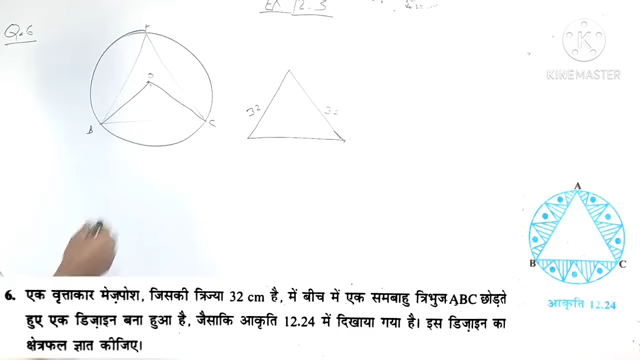 Ex 12.3
Q.6
O
B
C
32
32
KINEMASTER
A
B
C
आकृति 12.24
6. एक वृत्ताकार मेज़पोश, जिसकी त्रिज्या 32 cm है, में बीच में एक समबाहु त्रिभुज ABC छोड़ते
हुए एक डिज़ाइन बना हुआ है, जैसाकि आकृति 12.24 में दिखाया गया है। इस डिज़ाइन का
क्षेत्रफल ज्ञात कीजिए।